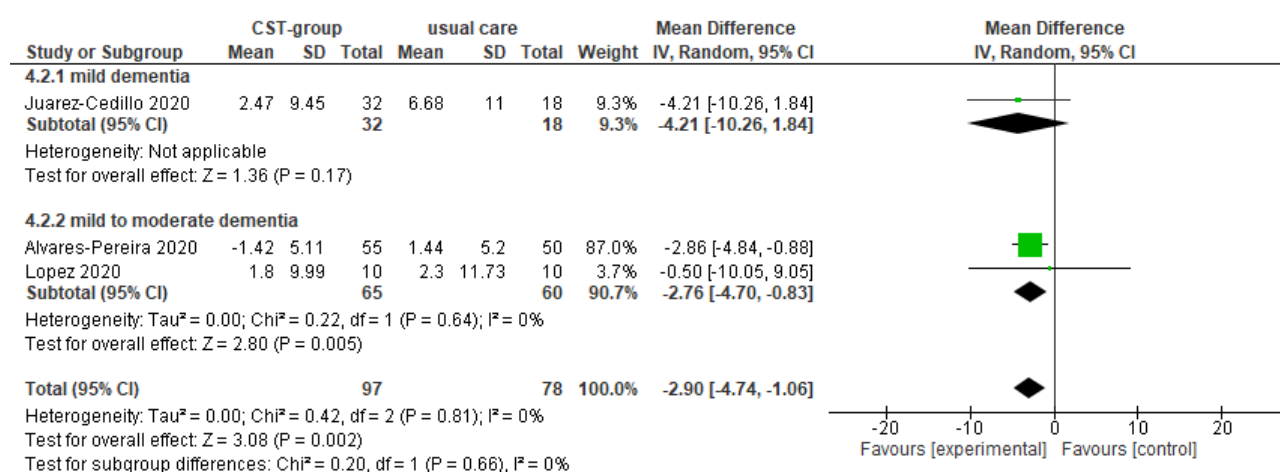 CST-group usual care Mean Difference Mean Difference
Study or Subgroup Mean SD Total Mean SD Total Weight IV, Random, 95% CI IV, Random, 95% CI
4.2.1 mild dementia
Juarez-Cedillo 2020 2.47 9.45 32 6.68 11 18 9.3% -4.21 [-10.26, 1.84]
Subtotal (95% CI) 32 18 9.3% -4.21 [-10.26, 1.84]
Heterogeneity: Not applicable
Test for overall effect: Z = 1.36 (P = 0.17)
4.2.2 mild to moderate dementia
Alvares-Pereira 2020 -1.42 5.11 55 1.44 5.2 50 87.0% -2.86 [-4.84, -0.88]
Lopez 2020 1.8 9.99 10 2.3 11.73 10 3.7% -0.50 [-10.05, 9.05]
Subtotal (95% CI) 65 60 90.7% -2.76 [-4.70, -0.83]
Heterogeneity: Tau² = 0.00; Chi² = 0.22, df = 1 (P = 0.64); I² = 0%
Test for overall effect: Z = 2.80 (P = 0.005)
Total (95% CI) 97 78 100.0% -2.90 [-4.74, -1.06]
Heterogeneity: Tau² = 0.00; Chi² = 0.42, df = 2 (P = 0.81); I² = 0%
Test for overall effect: Z = 3.08 (P = 0.002)
Test for subgroup differences: Chi² = 0.20, df = 1 (P = 0.66), I² = 0%
-20 -10 0 10 20
Favours [experimental] Favours [control]